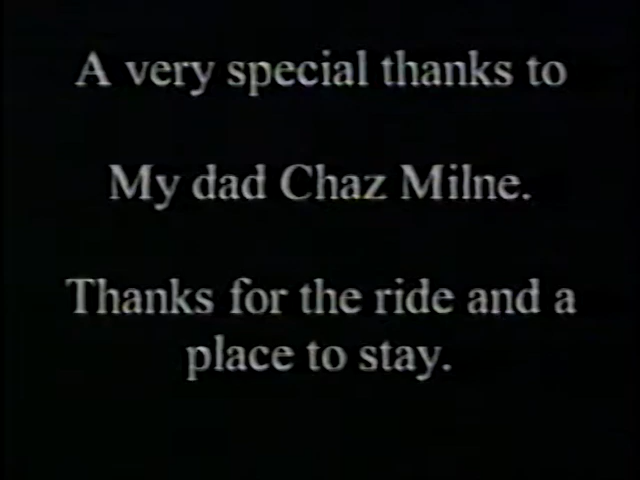 A very special thanks to
My dad Chaz Milne.
Thanks for the ride and a
place to stay.